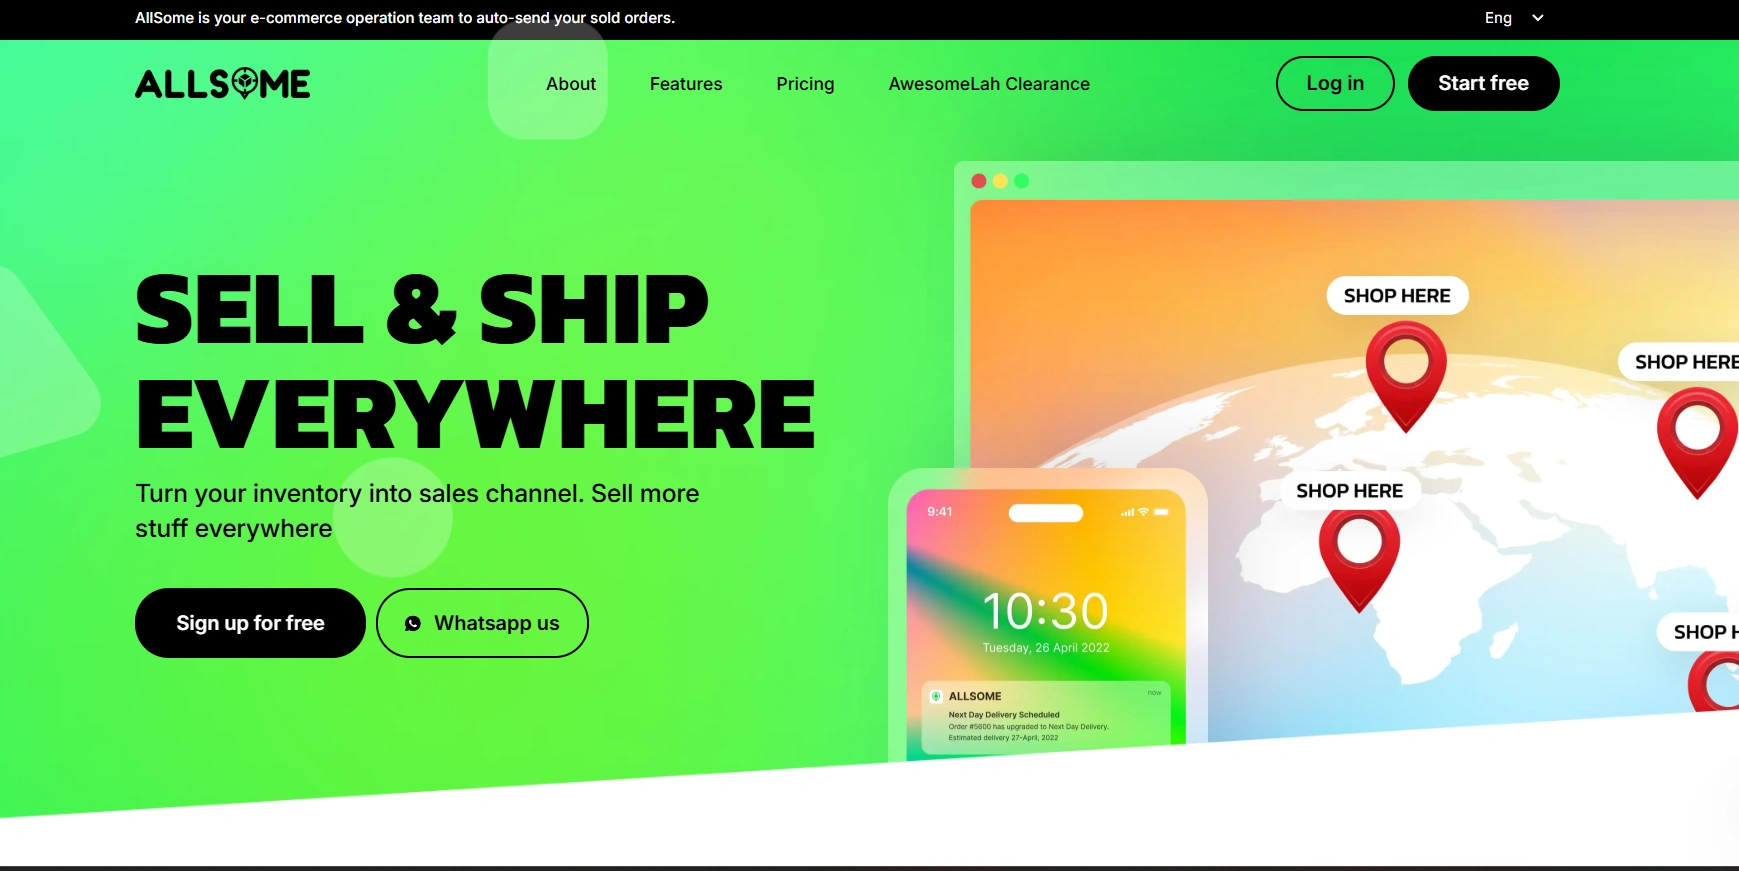 AllSome is your e-commerce operation team to auto-send your sold orders.
Eng
ALLSOME
About
Features
Pricing
AwesomeLah Clearance
Log in
Start free
SELL & SHIP
EVERYWHERE
Turn your inventory into sales channel. Sell more
stuff everywhere
Sign up for free
Whatsapp us
SHOP HERE
SHOP HERE
SHOP HERE
SHOP H
9:41
10:30
Tuesday, 26 April 2022
ALLSOME
now
Next Day Delivery Scheduled
Order #5600 has upgraded to Next Day Delivery.
Estimated delivery 27-April, 2022